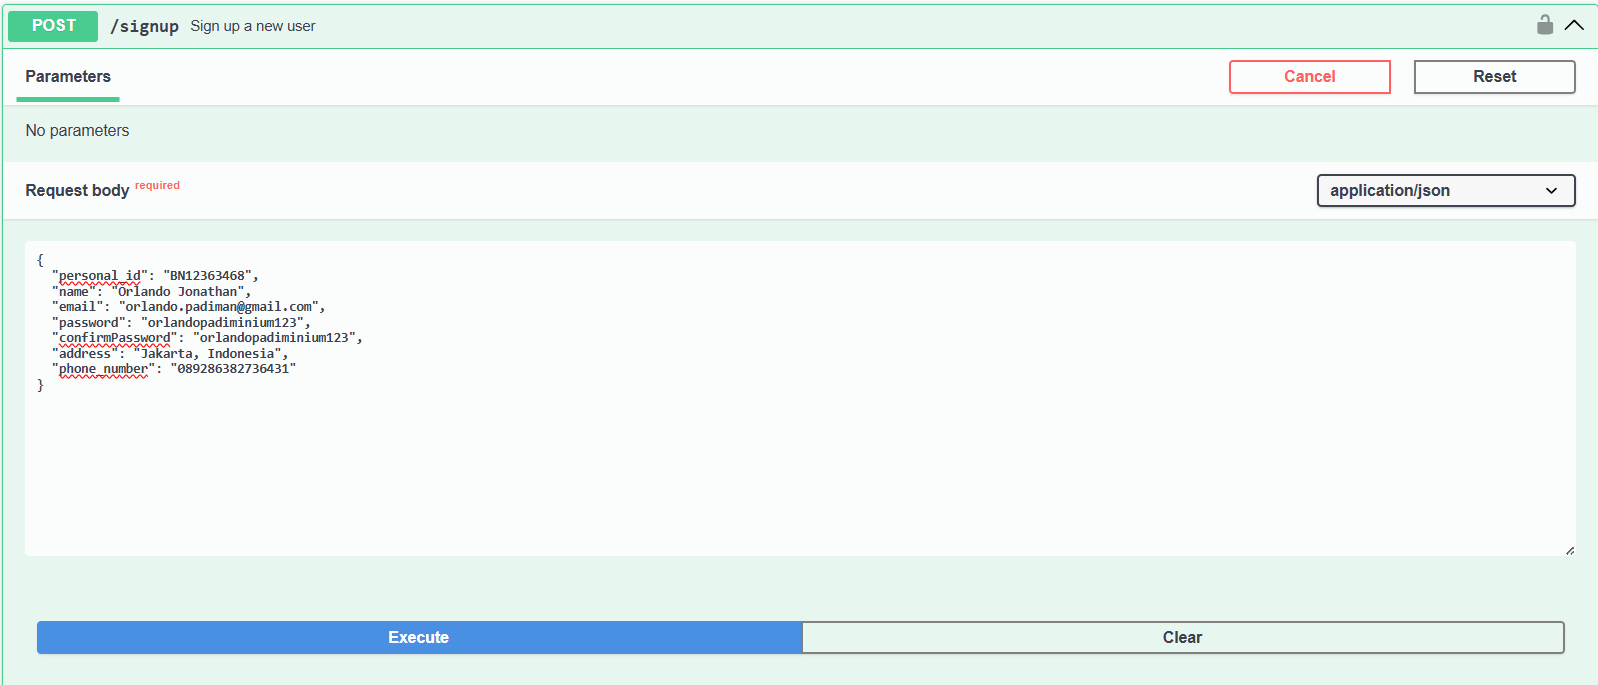 POST /signup Sign up a new user
Parameters
Cancel
Reset
No parameters
Request body required
application/json
{
"personal_id": "BN12363468",
"name": "Orlando Jonathan",
"email": "orlando.padiman@gmail.com",
"password": "orlandopadiminium123",
"confirmPassword": "orlandopadiminium123",
"address": "Jakarta, Indonesia",
"phone_number": "089286382736431"
}
Execute
Clear